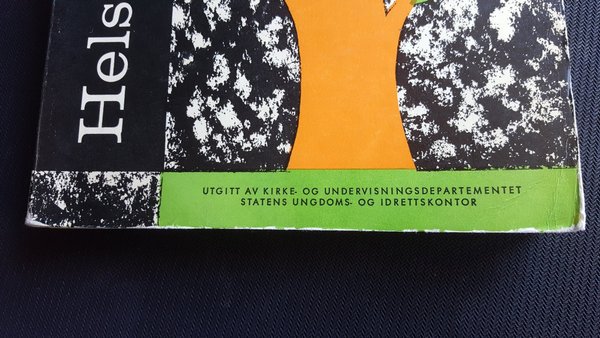 Hels
UTGITT AV KIRKE- OG UNDERVISNINGSDEPARTEMENTET
STATENS UNGDOMS- OG IDRETTSKONTOR